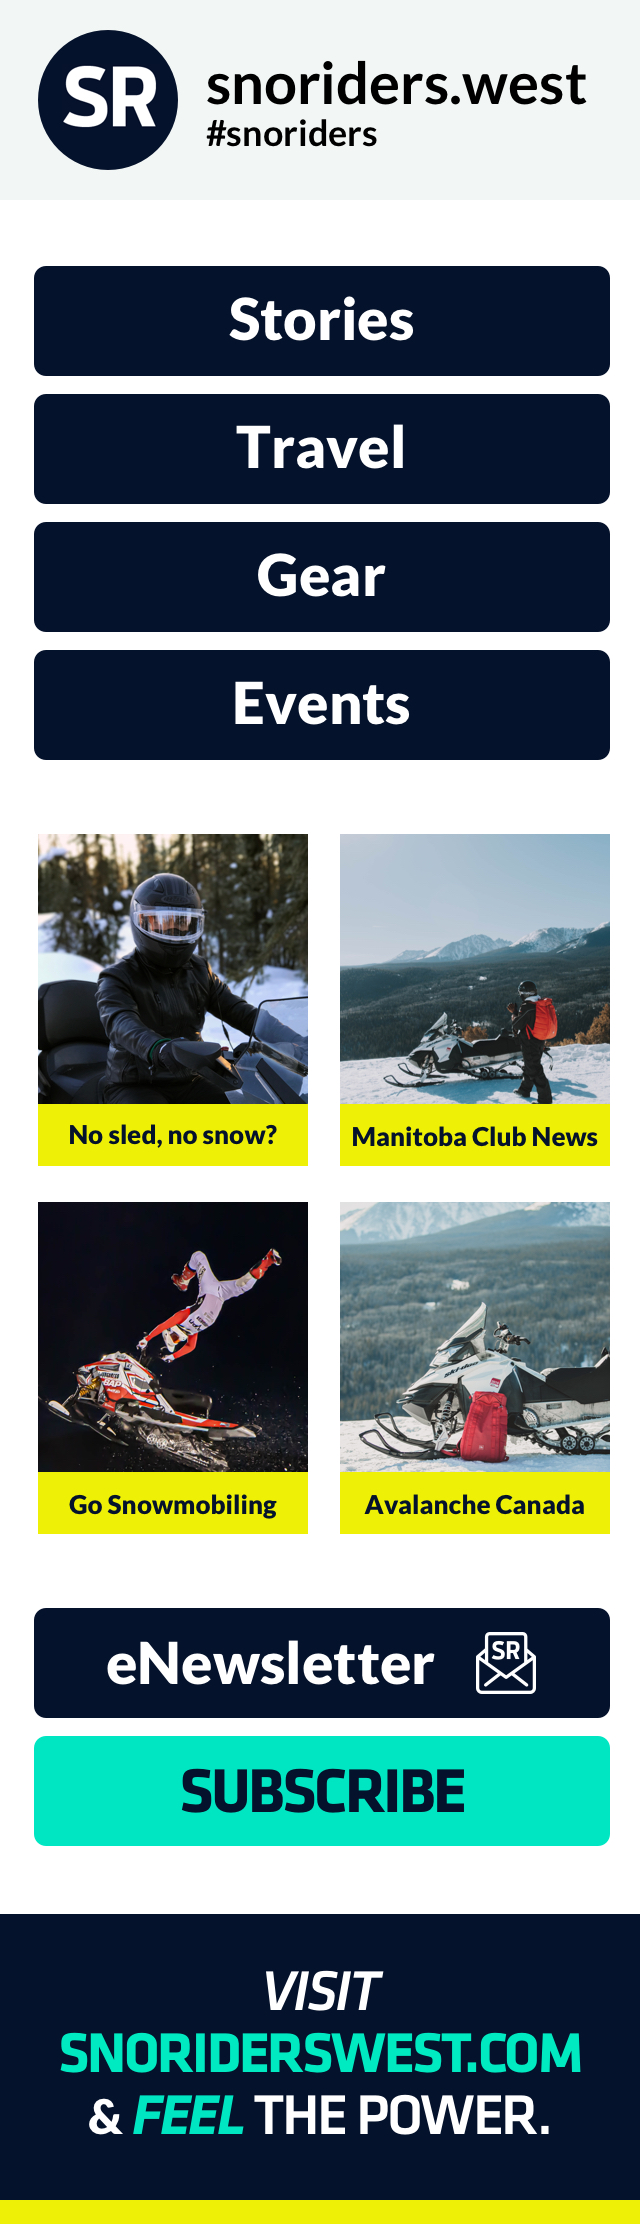 SR
snoriders.west
#snoriders
Stories
Travel
Gear
Events
No sled, no snow?
Manitoba Club News
Go Snowmobiling
Avalanche Canada
eNewsletter
SR
SUBSCRIBE
VISIT
SNORIDERSWEST.COM
& FEEL THE POWER.